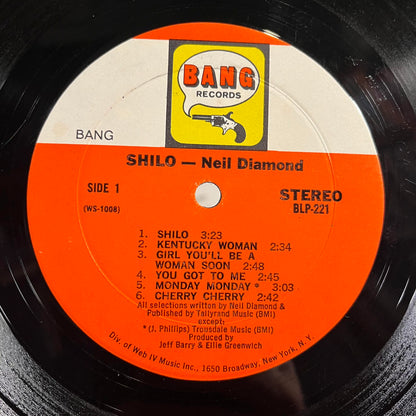 BANG
RECORDS
BANG
SHILO — Neil Diamond
SIDE 1
STEREO
(WS-1008)
BLP-221
1. SHILO 3:23
2. KENTUCKY WOMAN 2:34
3. GIRL YOU'LL BE A
WOMAN SOON 2:48
4. YOU GOT TO ME 2:45
5. MONDAY MONDAY * 3:03
6. CHERRY CHERRY 2:42
All selections written by Neil Diamond &
Published by Tallyrand Music (BMI)
except:
* (J. Phillips) Tronsdale Music (BMI)
Produced by
Jeff Barry & Ellie Greenwich
Div. of Web IV Music Inc., 1650 Broadway, New York, N. Y.